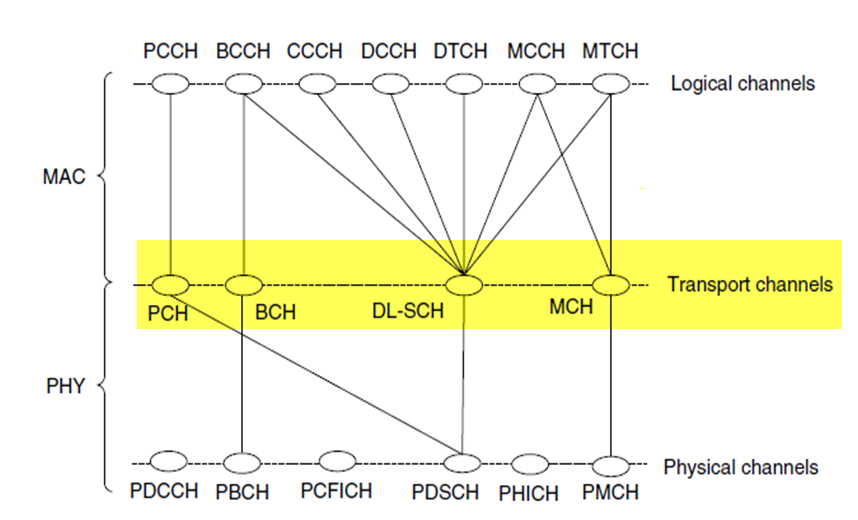 PCCH BCCH CCCH DCCH DTCH MCCH MTCH
Logical channels
MAC
Transport channels
PCH BCH DL-SCH MCH
PHY
Physical channels
PDCCH PBCH PCFICH PDSCH PHICH PMCH